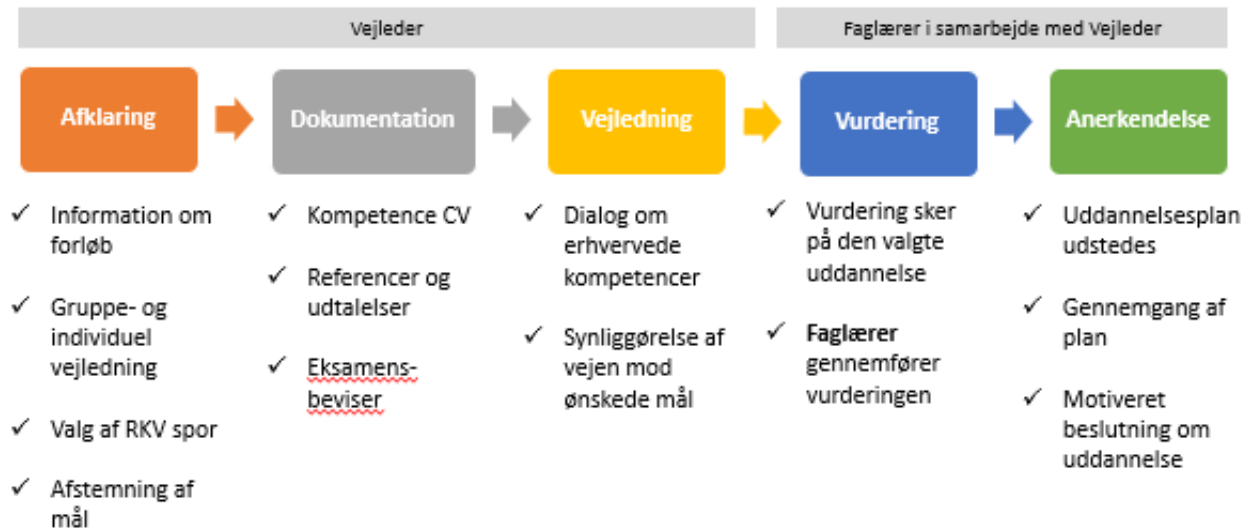 Vejleder
Faglærer i samarbejde med Vejleder
Afklaring
Dokumentation
Vejledning
Vurdering
Anerkendelse
✓ Information om
forløb
✓ Gruppe- og
individuel
vejledning
✓ Valg af RKV spor
✓ Afstemning af
mål
✓ Kompetence CV
✓ Referencer og
udtalelser
✓ Eksamens-
beviser
✓ Dialog om
erhvervede
kompetencer
✓ Synliggørelse af
vejen mod
ønskede mål
✓ Vurdering sker
på den valgte
uddannelse
✓ Faglærer
gennemfører
vurderingen
✓ Uddannelsesplan
udstedes
✓ Gennemgang af
plan
✓ Motiveret
beslutning om
uddannelse